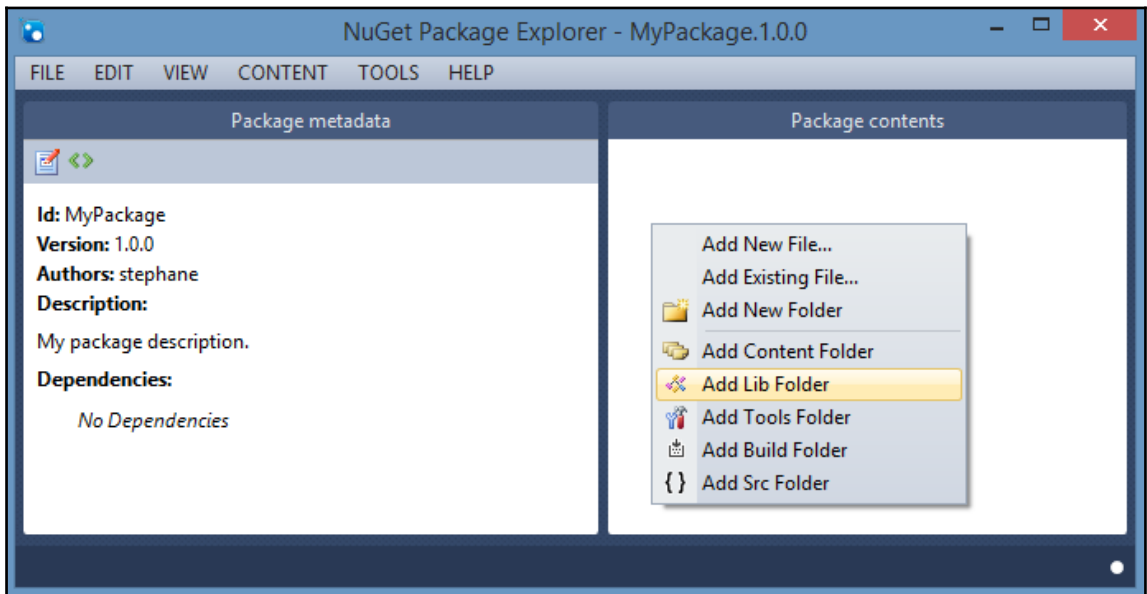 NuGet Package Explorer - MyPackage.1.0.0
FILE EDIT VIEW CONTENT TOOLS HELP
Package metadata
Id: MyPackage
Version: 1.0.0
Authors: stephane
Description:
My package description.
Dependencies:
No Dependencies
Package contents
Add New File...
Add Existing File...
Add New Folder
Add Content Folder
Add Lib Folder
Add Tools Folder
Add Build Folder
Add Src Folder